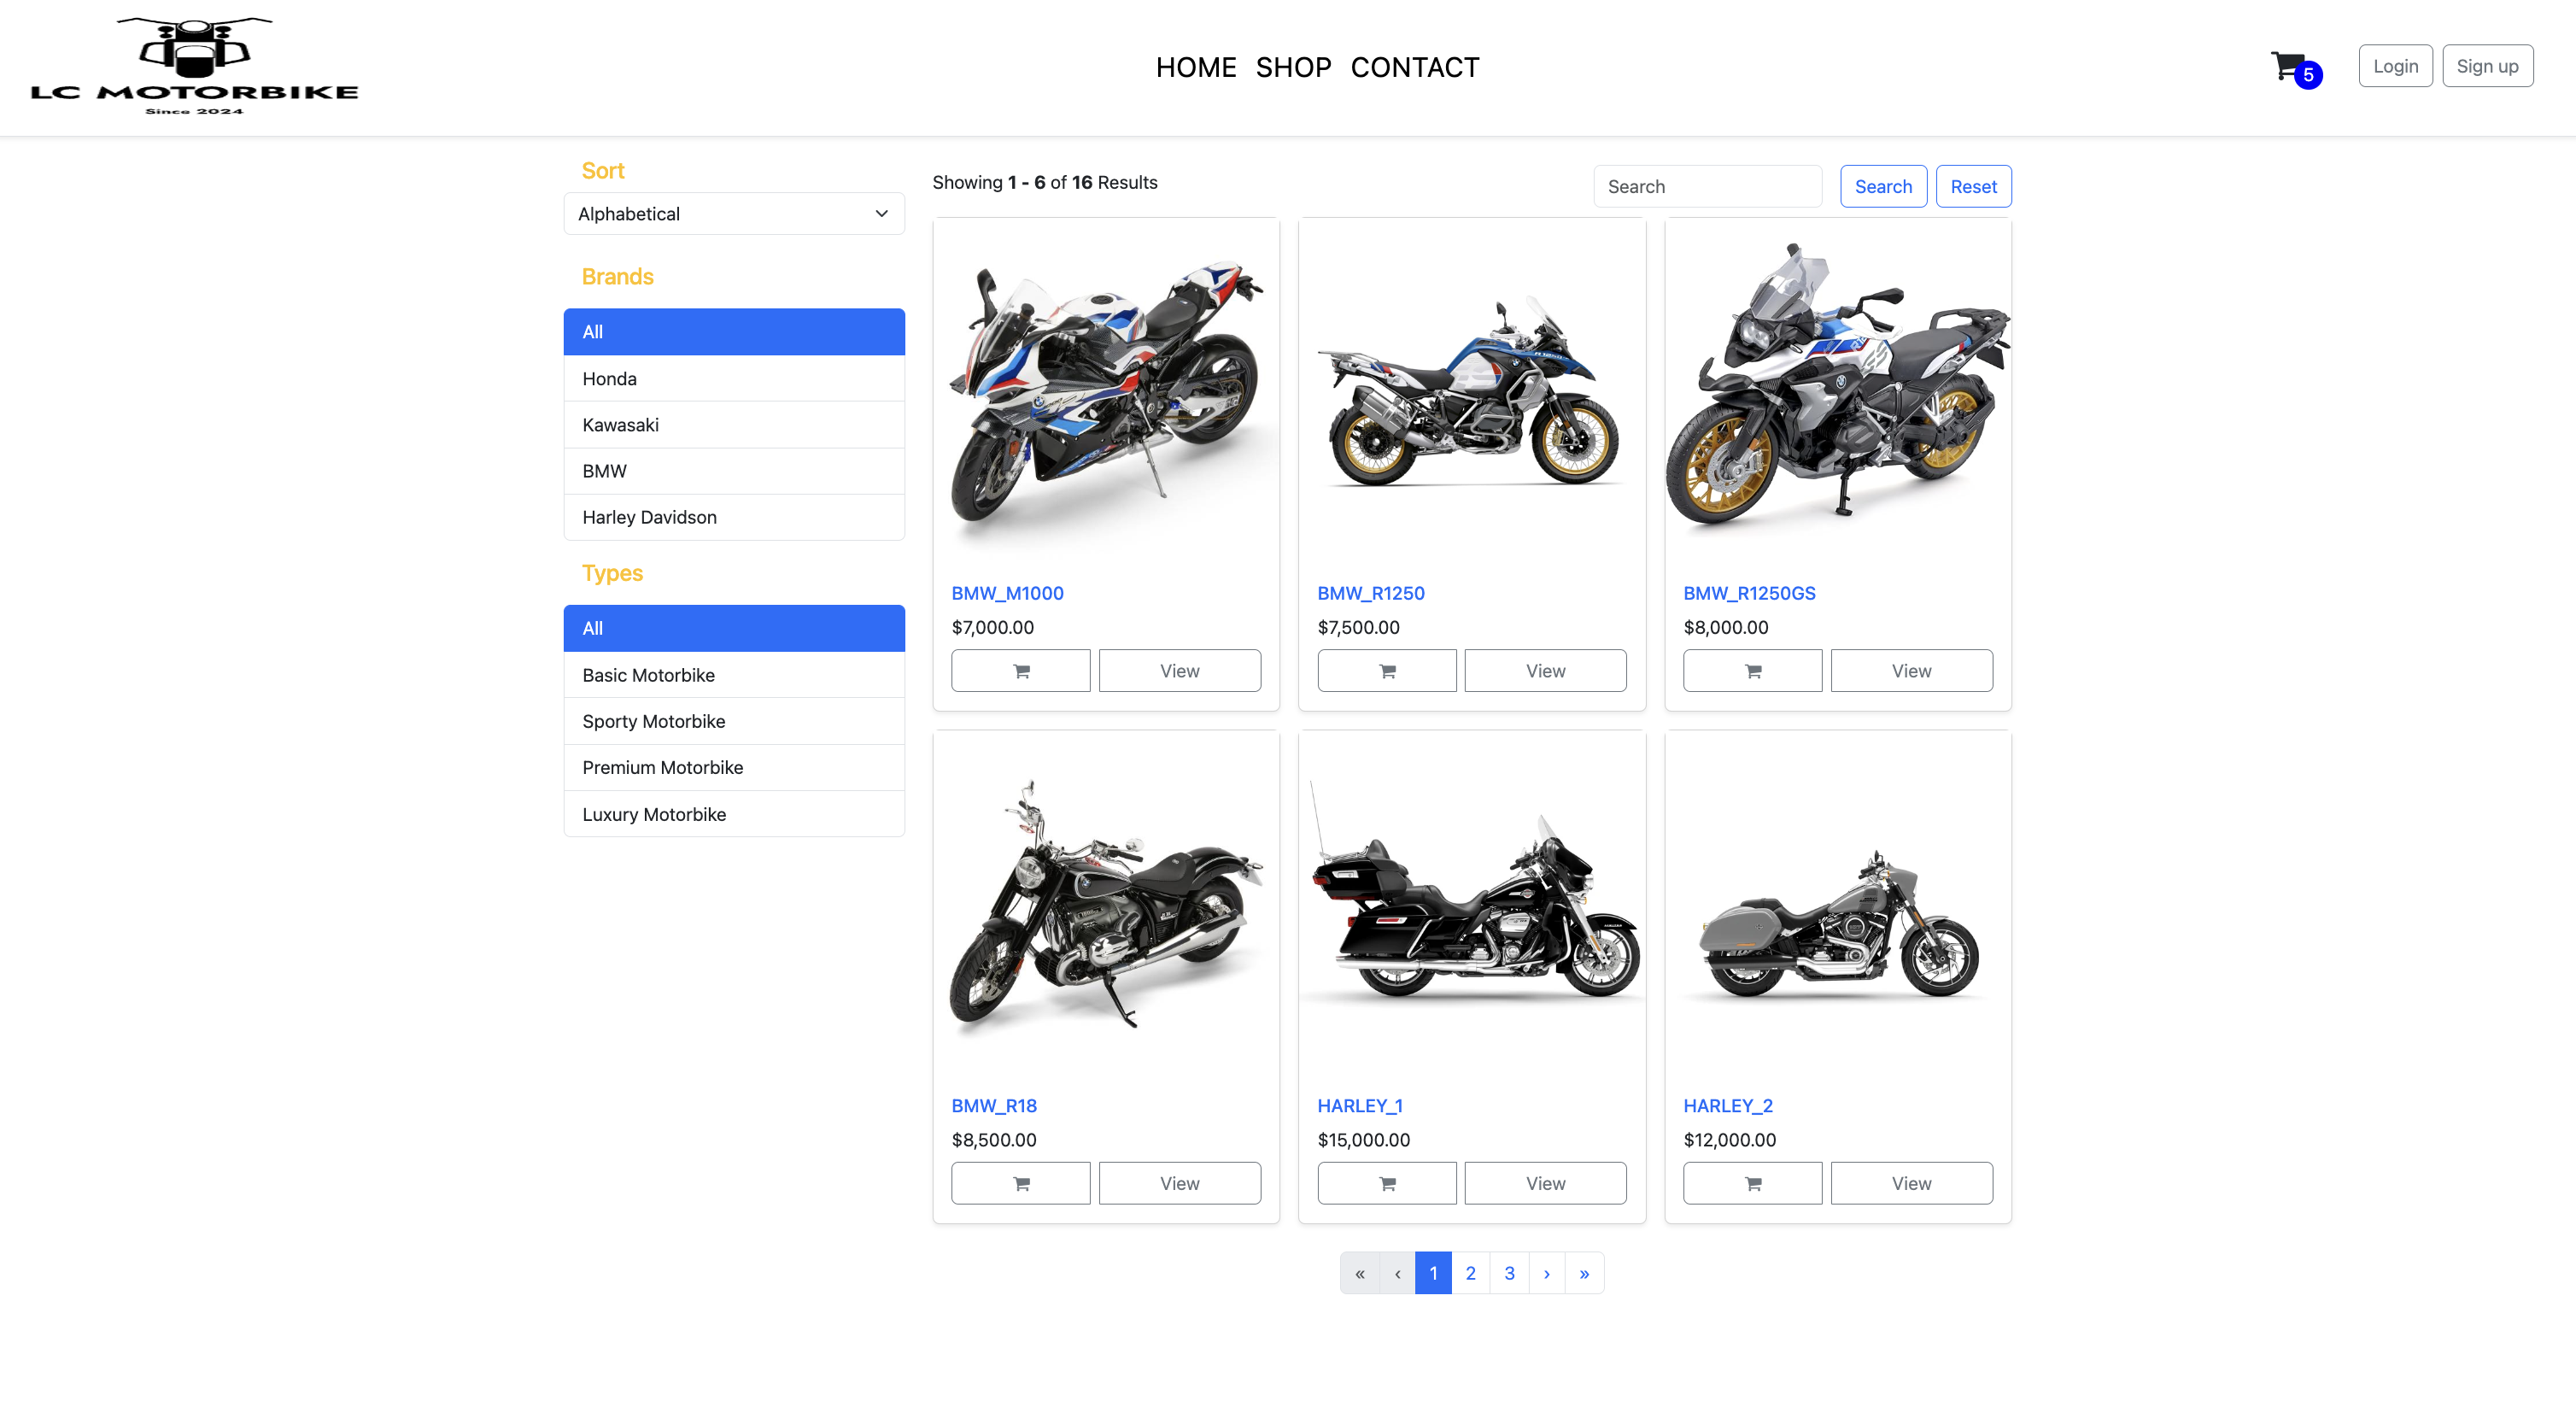 LC MOTORBIKE
Since 2024
HOME SHOP CONTACT
5
Login
Sign up
Sort
Alphabetical
Brands
All
Honda
Kawasaki
BMW
Harley Davidson
Types
All
Basic Motorbike
Sporty Motorbike
Premium Motorbike
Luxury Motorbike
Showing 1 - 6 of 16 Results
Search
Search
Reset
BMW_M1000
$7,000.00
View
BMW_R1250
$7,500.00
View
BMW_R1250GS
$8,000.00
View
BMW_R18
$8,500.00
View
HARLEY_1
$15,000.00
View
HARLEY_2
$12,000.00
View
« ‹ 1 2 3 › »